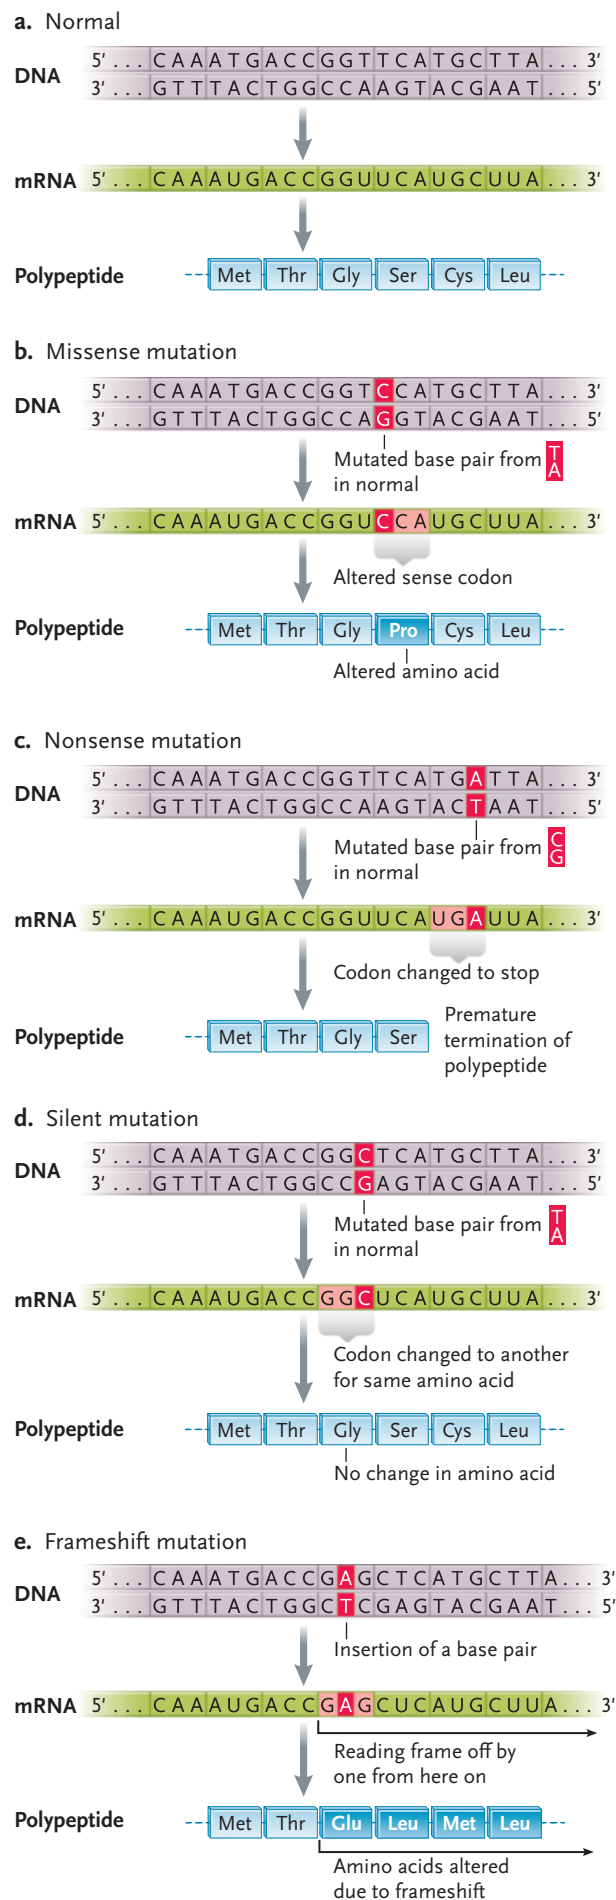 a. Normal
DNA
5′ . . . C A A A T G A C C G G T T C A T G C T T A . . . 3′
3′ . . . G T T T A C T G G C C A A G T A C G A A T . . . 5′
mRNA 5′ . . . C A A A U G A C C G G U U C A U G C U U A . . . 3′
Polypeptide Met Thr Gly Ser Cys Leu
b. Missense mutation
DNA
5′ . . . C A A A T G A C C G G T C C A T G C T T A . . . 3′
3′ . . . G T T T A C T G G C C A G G T A C G A A T . . . 5′
Mutated base pair from T A
in normal
mRNA 5′ . . . C A A A U G A C C G G U C C A U G C U U A . . . 3′
Altered sense codon
Polypeptide Met Thr Gly Pro Cys Leu
Altered amino acid
c. Nonsense mutation
DNA
5′ . . . C A A A T G A C C G G T T C A T G A T T A . . . 3′
3′ . . . G T T T A C T G G C C A A G T A C T A A T . . . 5′
Mutated base pair from C G
in normal
mRNA 5′ . . . C A A A U G A C C G G U U C A U G A U U A . . . 3′
Codon changed to stop
Polypeptide Met Thr Gly Ser
Premature
termination of
polypeptide
d. Silent mutation
DNA
5′ . . . C A A A T G A C C G G C T C A T G C T T A . . . 3′
3′ . . . G T T T A C T G G C C G A G T A C G A A T . . . 5′
Mutated base pair from T A
in normal
mRNA 5′ . . . C A A A U G A C C G G C U C A U G C U U A . . . 3′
Codon changed to another
for same amino acid
Polypeptide Met Thr Gly Ser Cys Leu
No change in amino acid
e. Frameshift mutation
DNA
5′ . . . C A A A T G A C C G A G C T C A T G C T T A . . . 3′
3′ . . . G T T T A C T G G C T C G A G T A C G A A T . . . 5′
Insertion of a base pair
mRNA 5′ . . . C A A A U G A C C G A G C U C A U G C U U A . . . 3′
Reading frame off by
one from here on
Polypeptide Met Thr Glu Leu Met Leu
Amino acids altered
due to frameshift